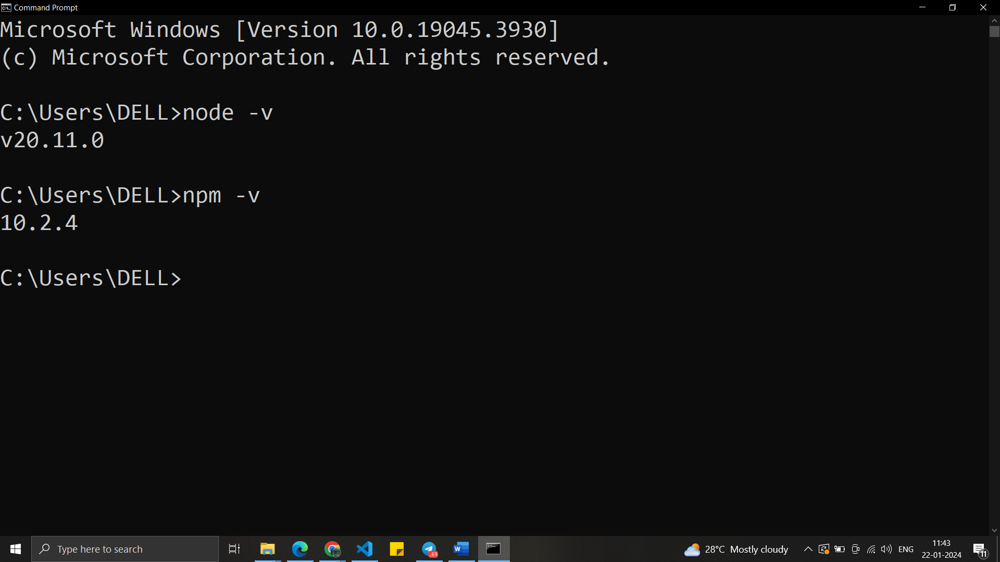 Command Prompt
Microsoft Windows [Version 10.0.19045.3930]
(c) Microsoft Corporation. All rights reserved.
C:\Users\DELL>node -v
v20.11.0
C:\Users\DELL>npm -v
10.2.4
C:\Users\DELL>
Type here to search
..69
28°C Mostly cloudy
ENG
11:43
22-01-2024
11